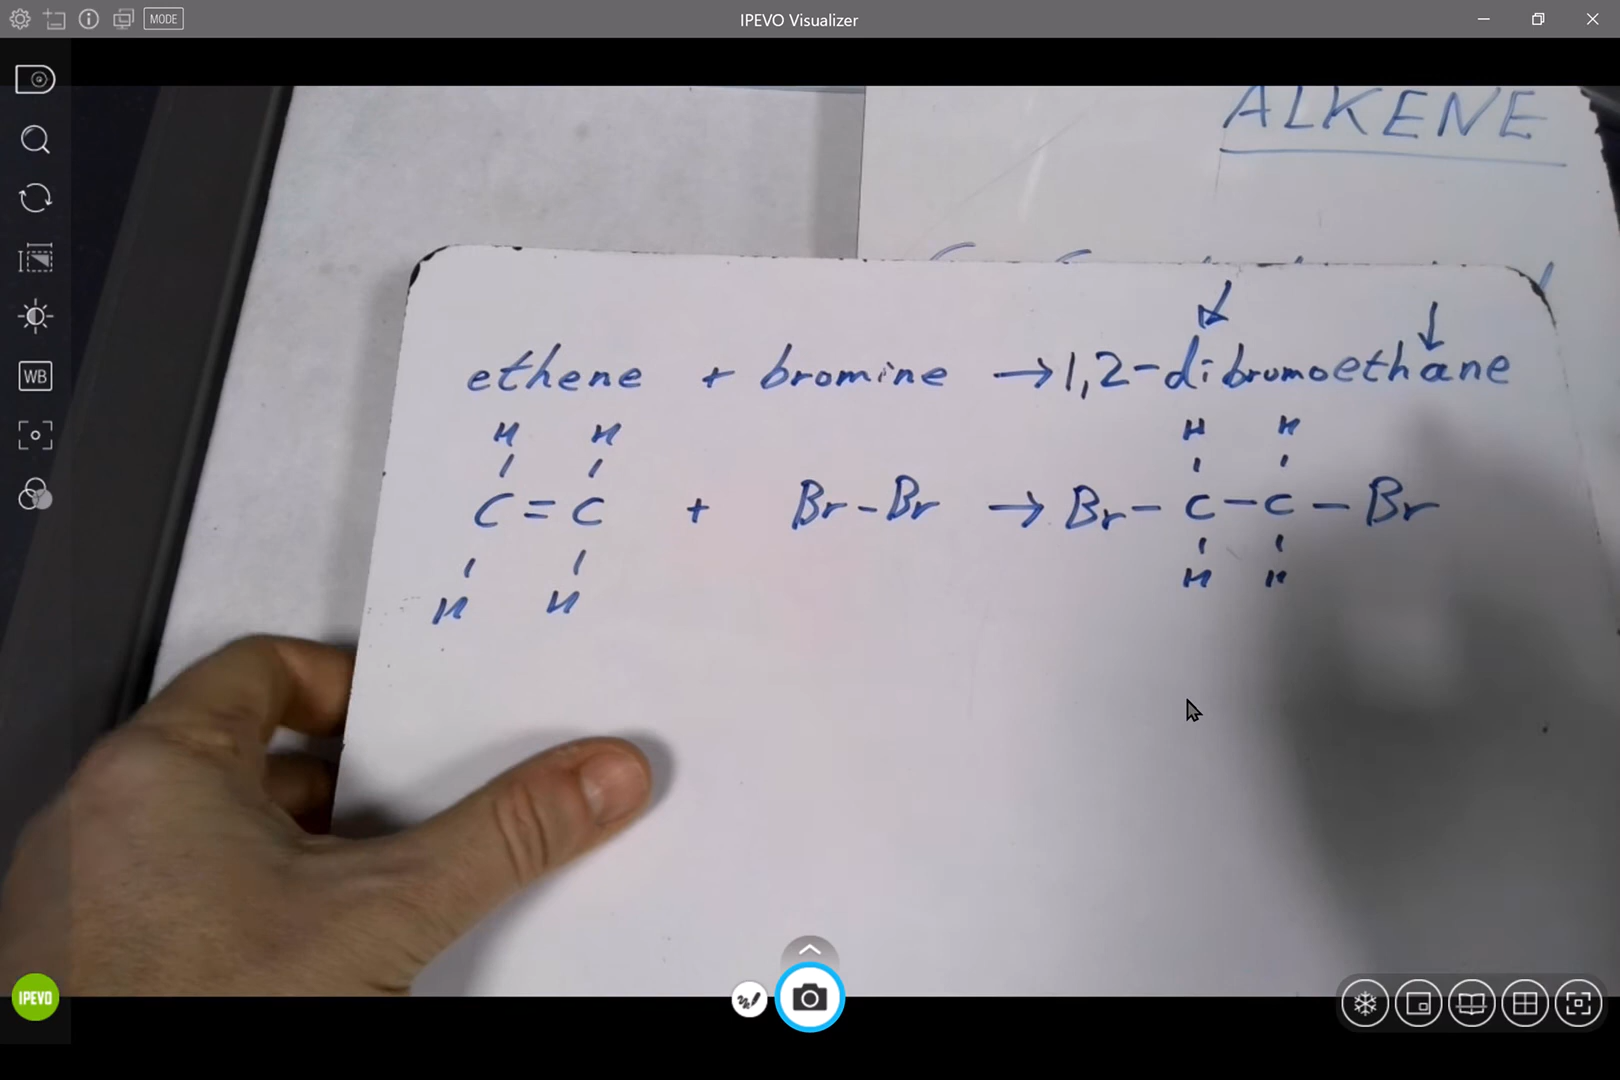 IPEVO Visualizer
MODE
ALKENE
ethene + bromine → 1,2-dibromoethane
H H H H
C = C + Br - Br → Br - C - C - Br
H H H H
WB
IPEVO